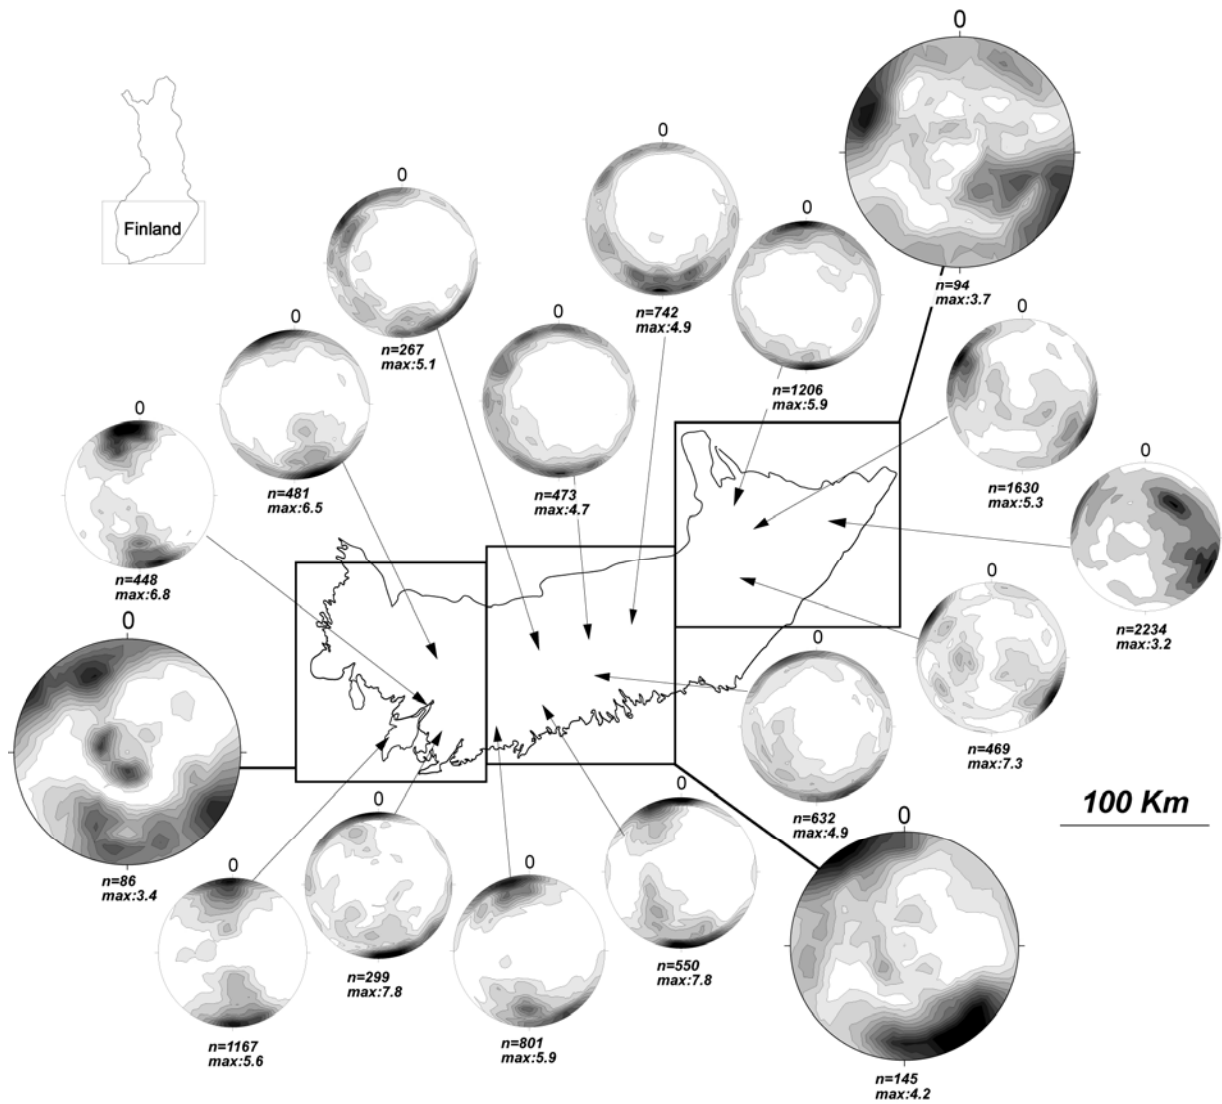 0
n=94
max:3.7
Finland
0
n=267
max:5.1
0
n=742
max:4.9
0
n=1206
max:5.9
0
n=481
max:6.5
0
n=473
max:4.7
0
n=1630
max:5.3
0
n=448
max:6.8
0
n=2234
max:3.2
0
n=86
max:3.4
0
n=469
max:7.3
0
n=632
max:4.9
100 Km
0
n=1167
max:5.6
0
n=299
max:7.8
0
n=801
max:5.9
0
n=550
max:7.8
0
n=145
max:4.2